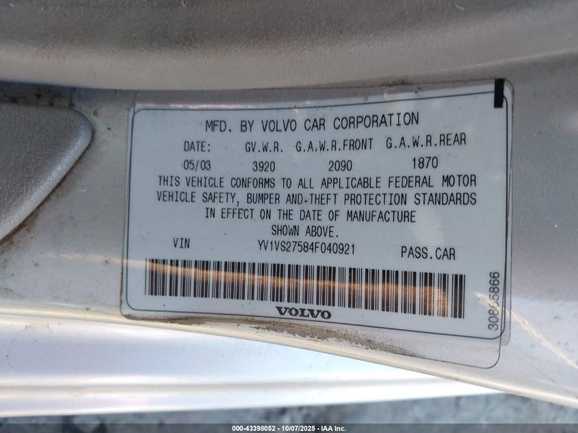 MFD. BY VOLVO CAR CORPORATION
DATE: GV.W.R. G.A.W.R.FRONT G.A.W.R.REAR
05/03 3920 2090 1870
THIS VEHICLE CONFORMS TO ALL APPLICABLE FEDERAL MOTOR
VEHICLE SAFETY, BUMPER AND-THEFT PROTECTION STANDARDS
IN EFFECT ON THE DATE OF MANUFACTURE
SHOWN ABOVE.
VIN YV1VS27584F040921 PASS.CAR
VOLVO
000-43398052 - 10/07/2025 - IAA Inc.